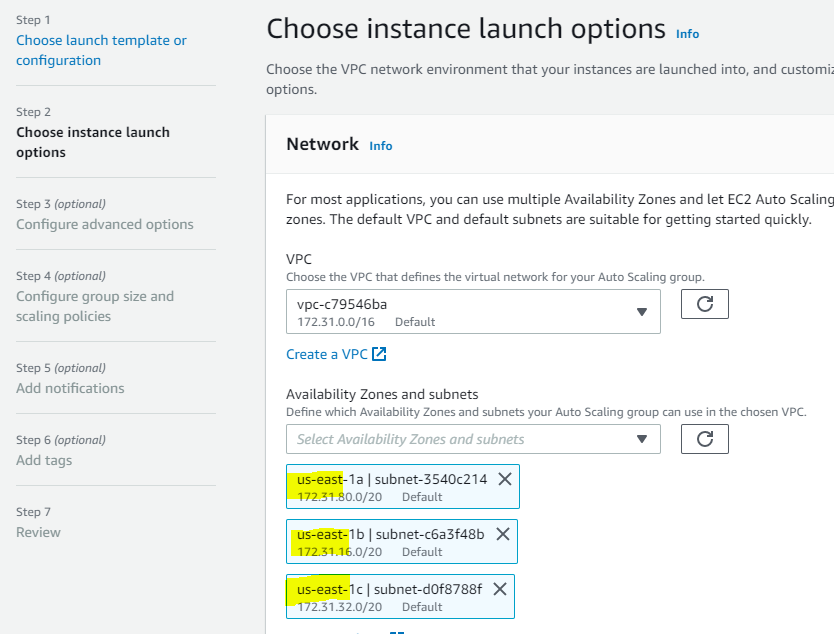 Step 1
Choose launch template or
configuration
Step 2
Choose instance launch
options
Step 3 (optional)
Configure advanced options
Step 4 (optional)
Configure group size and
scaling policies
Step 5 (optional)
Add notifications
Step 6 (optional)
Add tags
Step 7
Review
Choose instance launch options Info
Choose the VPC network environment that your instances are launched into, and customiz
options.
Network Info
For most applications, you can use multiple Availability Zones and let EC2 Auto Scaling
zones. The default VPC and default subnets are suitable for getting started quickly.
VPC
Choose the VPC that defines the virtual network for your Auto Scaling group.
vpc-c79546ba
172.31.0.0/16 Default
Create a VPC
Availability Zones and subnets
Define which Availability Zones and subnets your Auto Scaling group can use in the chosen VPC.
Select Availability Zones and subnets
us-east-1a | subnet-3540c214
172.31.80.0/20 Default
us-east-1b | subnet-c6a3f48b
172.31.16.0/20 Default
us-east-1c | subnet-d0f8788f
172.31.32.0/20 Default